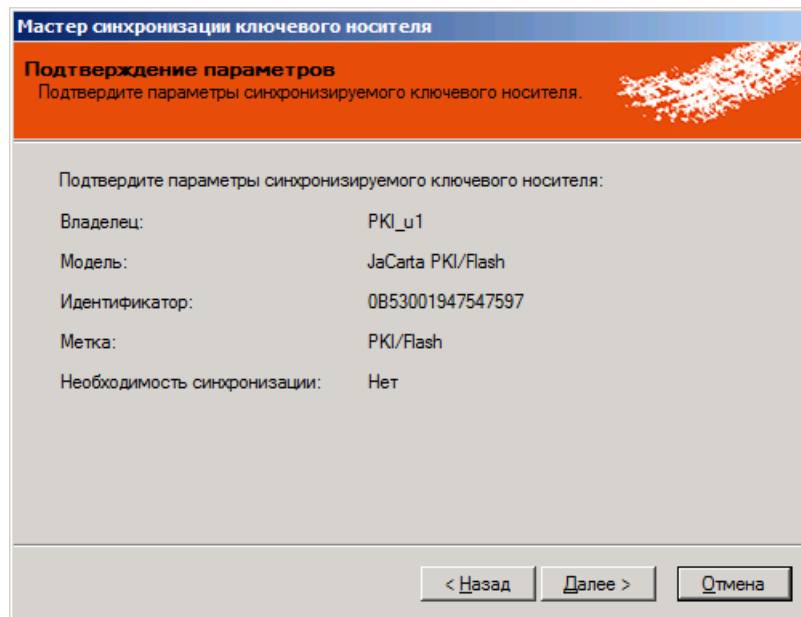 Мастер синхронизации ключевого носителя
Подтверждение параметров
Подтвердите параметры синхронизируемого ключевого носителя.
Подтвердите параметры синхронизируемого ключевого носителя:
Владелец: PKI_u1
Модель: JaCarta PKI/Flash
Идентификатор: 0B53001947547597
Метка: PKI/Flash
Необходимость синхронизации: Нет
< Назад Далее > Отмена